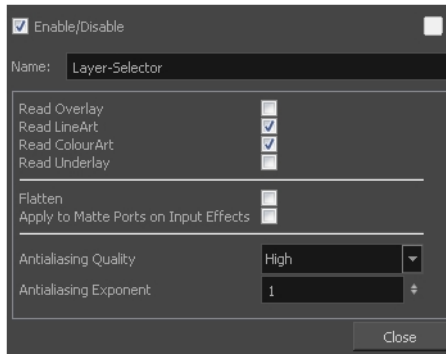 Enable/Disable
Name: Layer-Selector
Read Overlay
Read LineArt
Read ColourArt
Read Underlay
Flatten
Apply to Matte Ports on Input Effects
Antialiasing Quality High
Antialiasing Exponent 1
Close